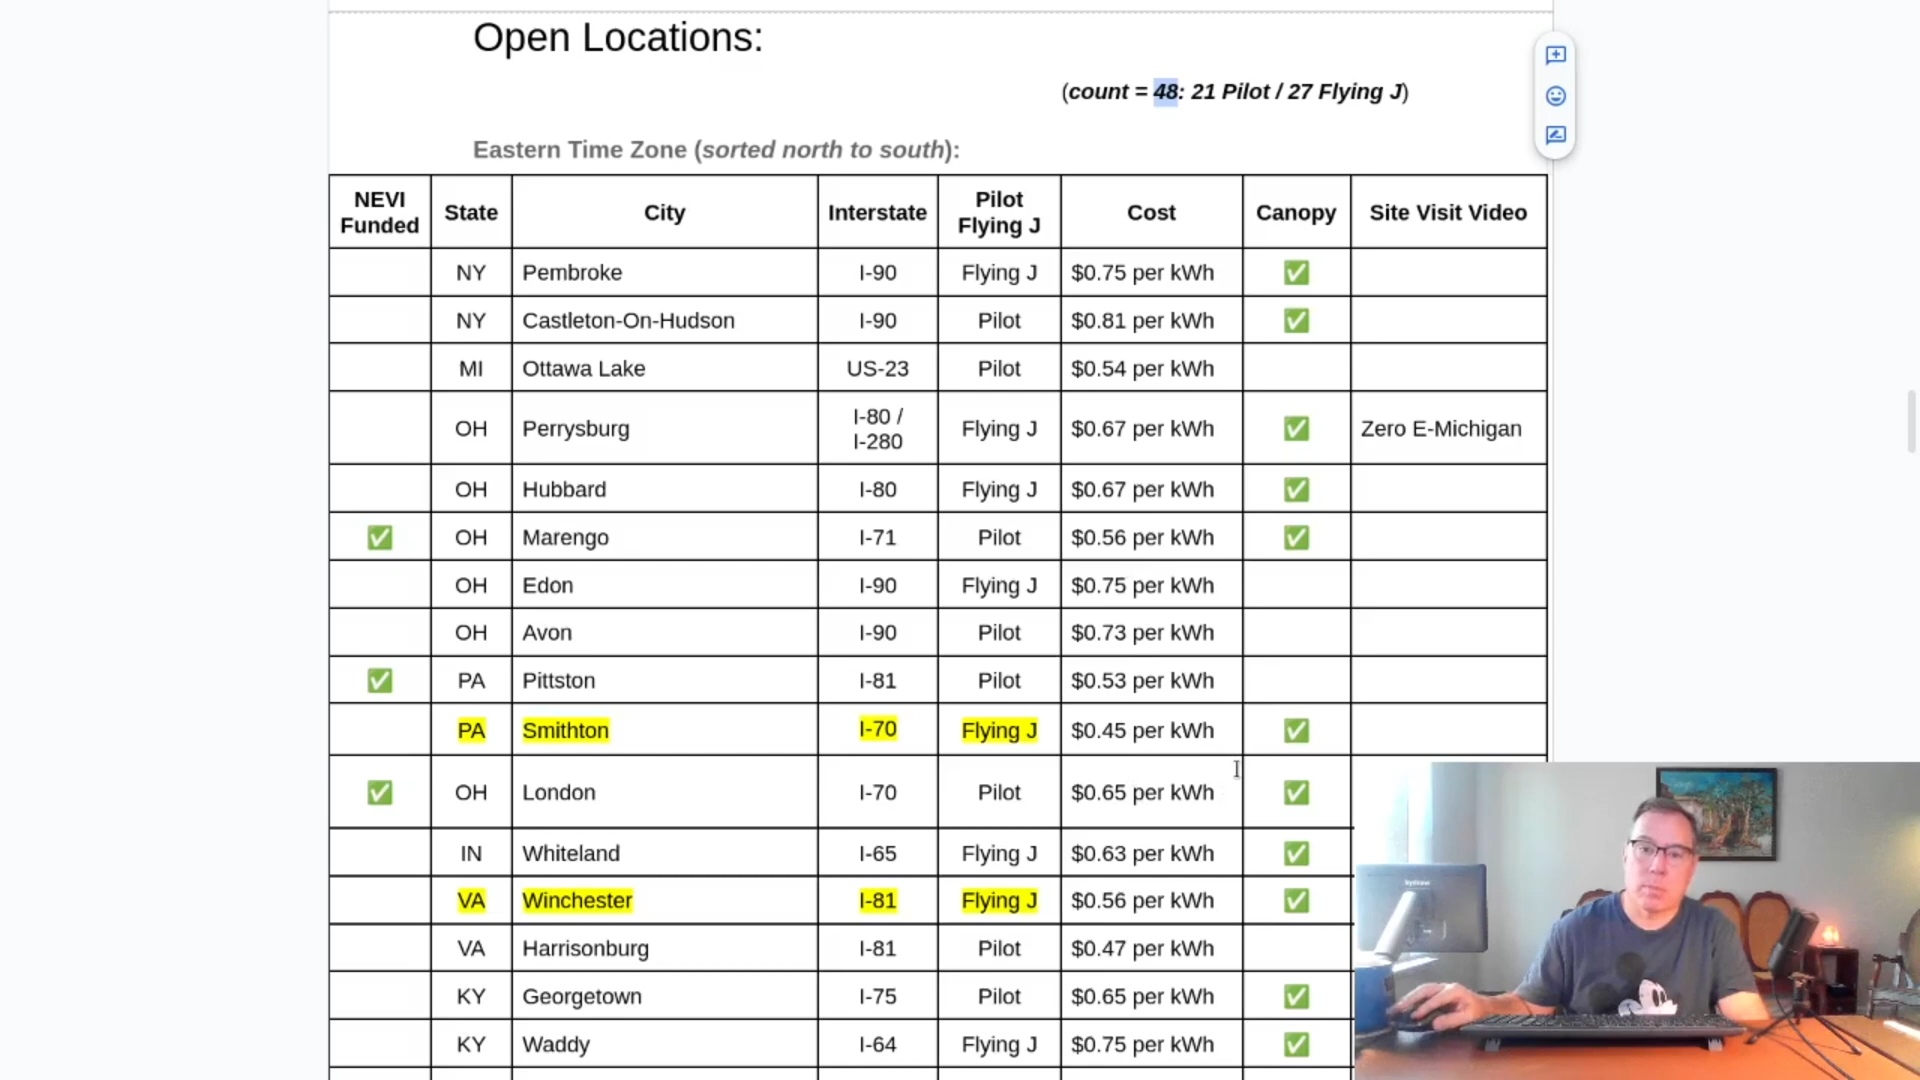 Open Locations:
(count = 48: 21 Pilot / 27 Flying J)
Eastern Time Zone (sorted north to south):
NEVI Funded State City Interstate Pilot Flying J Cost Canopy Site Visit Video
NY Pembroke I-90 Flying J $0.75 per kWh ✅
NY Castleton-On-Hudson I-90 Pilot $0.81 per kWh ✅
MI Ottawa Lake US-23 Pilot $0.54 per kWh
OH Perrysburg I-80 / I-280 Flying J $0.67 per kWh ✅ Zero E-Michigan
OH Hubbard I-80 Flying J $0.67 per kWh ✅
✅ OH Marengo I-71 Pilot $0.56 per kWh ✅
OH Edon I-90 Flying J $0.75 per kWh
OH Avon I-90 Pilot $0.73 per kWh
✅ PA Pittston I-81 Pilot $0.53 per kWh
PA Smithton I-70 Flying J $0.45 per kWh ✅
✅ OH London I-70 Pilot $0.65 per kWh ✅
IN Whiteland I-65 Flying J $0.63 per kWh ✅
VA Winchester I-81 Flying J $0.56 per kWh ✅
VA Harrisonburg I-81 Pilot $0.47 per kWh
KY Georgetown I-75 Pilot $0.65 per kWh ✅
KY Waddy I-64 Flying J $0.75 per kWh ✅